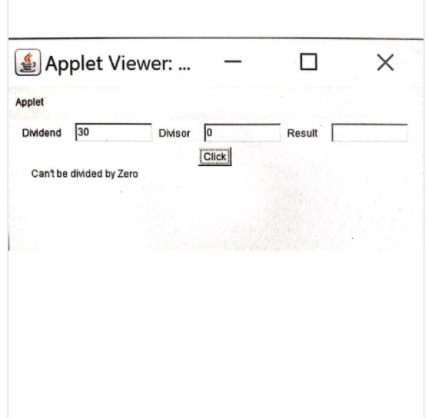 Applet Viewer: ...
Applet
Dividend 30 Divisor 0 Result
Click
Can't be divided by Zero